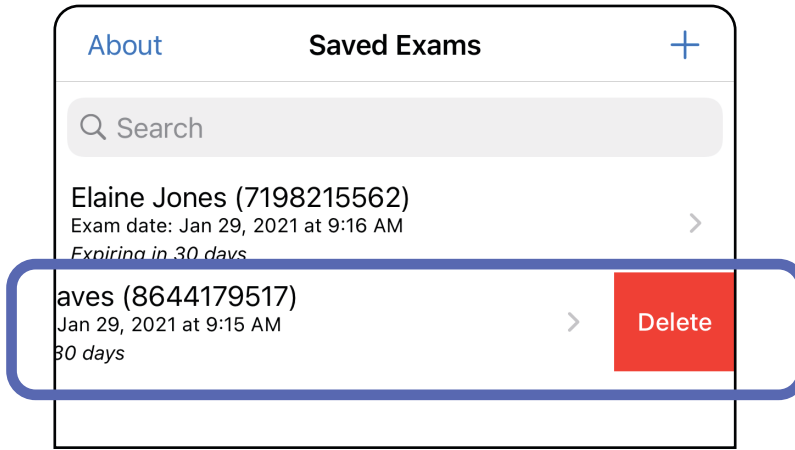 About Saved Exams +
Search
Elaine Jones (7198215562)
Exam date: Jan 29, 2021 at 9:16 AM
Expiring in 30 days
aves (8644179517)
Jan 29, 2021 at 9:15 AM
30 days
Delete